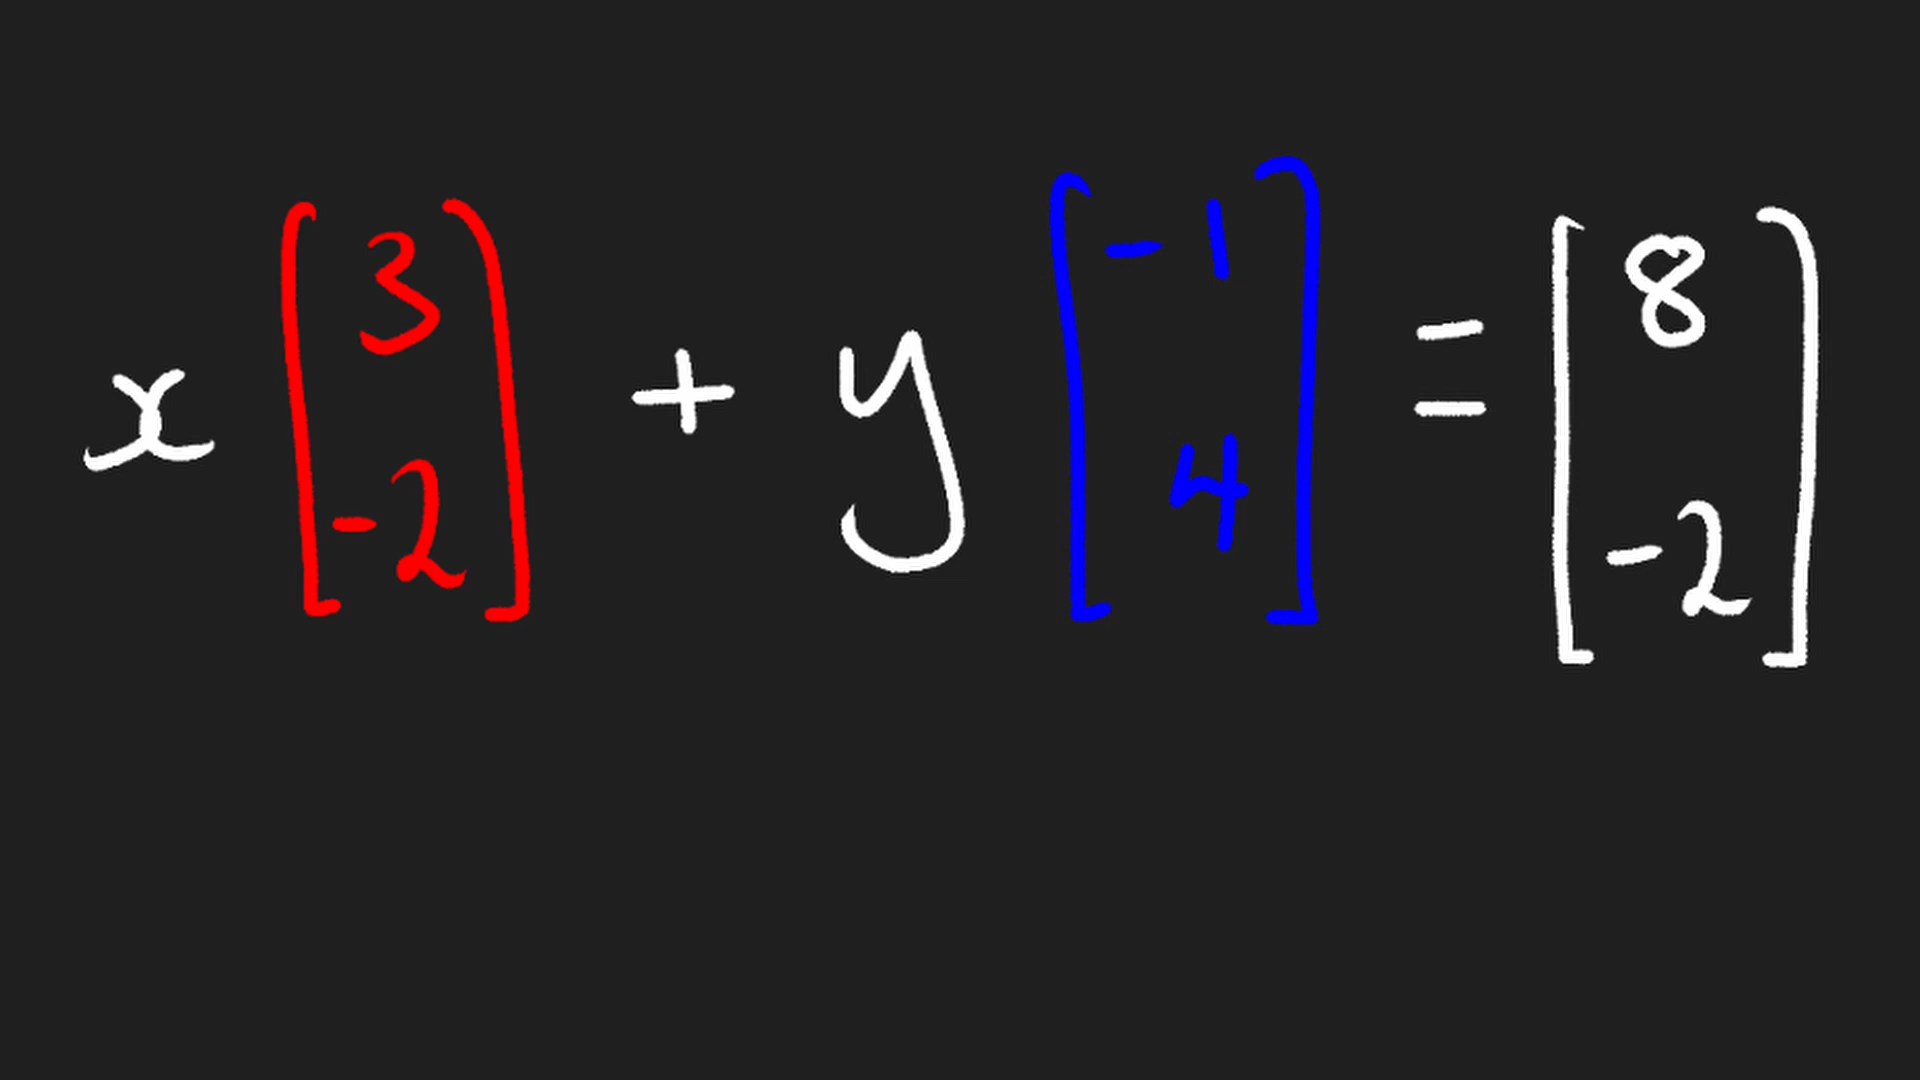 x [3 -2] + y [-1 4] = [8 -2]